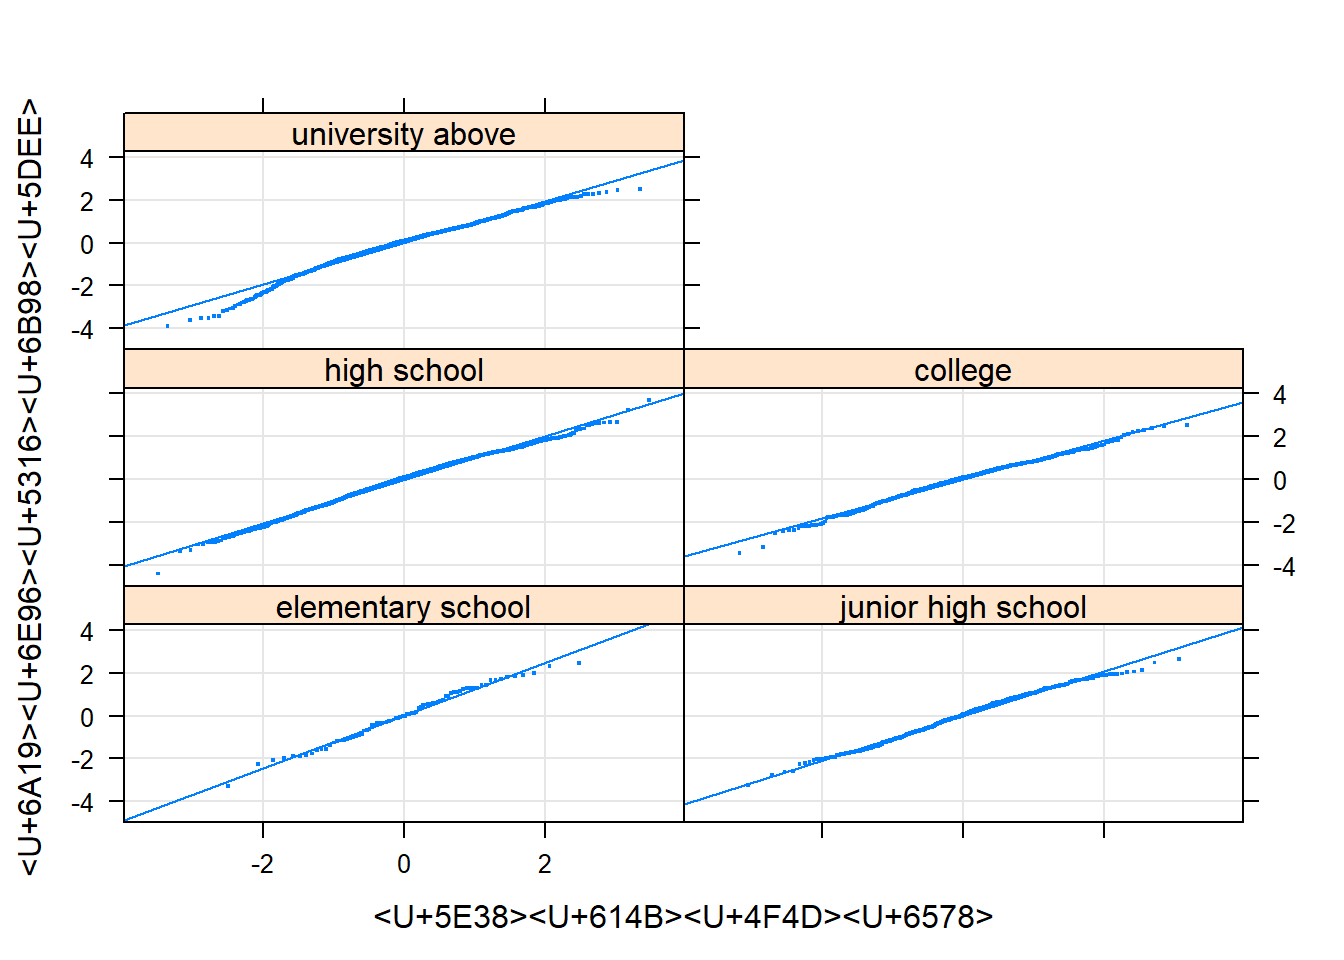 university above
4
2
0
-2
-4
high school
college
4
2
0
-2
-4
elementary school
junior high school
4
2
0
-2
-4
-2 0 2
<U+5E38><U+614B><U+4F4D><U+6578>
<U+6A19><U+6E96><U+5316><U+6B98><U+5DEE>